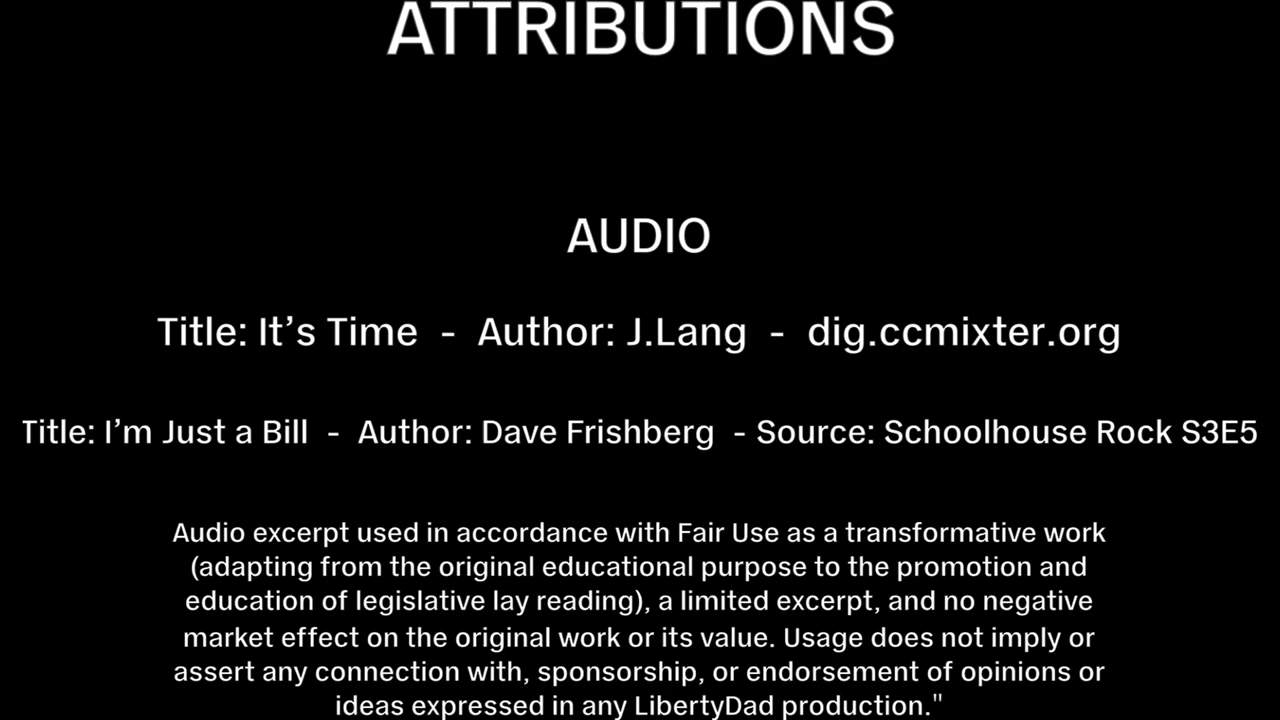 ATTRIBUTIONS
AUDIO
Title: It’s Time - Author: J.Lang - dig.ccmixter.org
Title: I’m Just a Bill - Author: Dave Frishberg - Source: Schoolhouse Rock S3E5
Audio excerpt used in accordance with Fair Use as a transformative work
(adapting from the original educational purpose to the promotion and
education of legislative lay reading), a limited excerpt, and no negative
market effect on the original work or its value. Usage does not imply or
assert any connection with, sponsorship, or endorsement of opinions or
ideas expressed in any LibertyDad production."